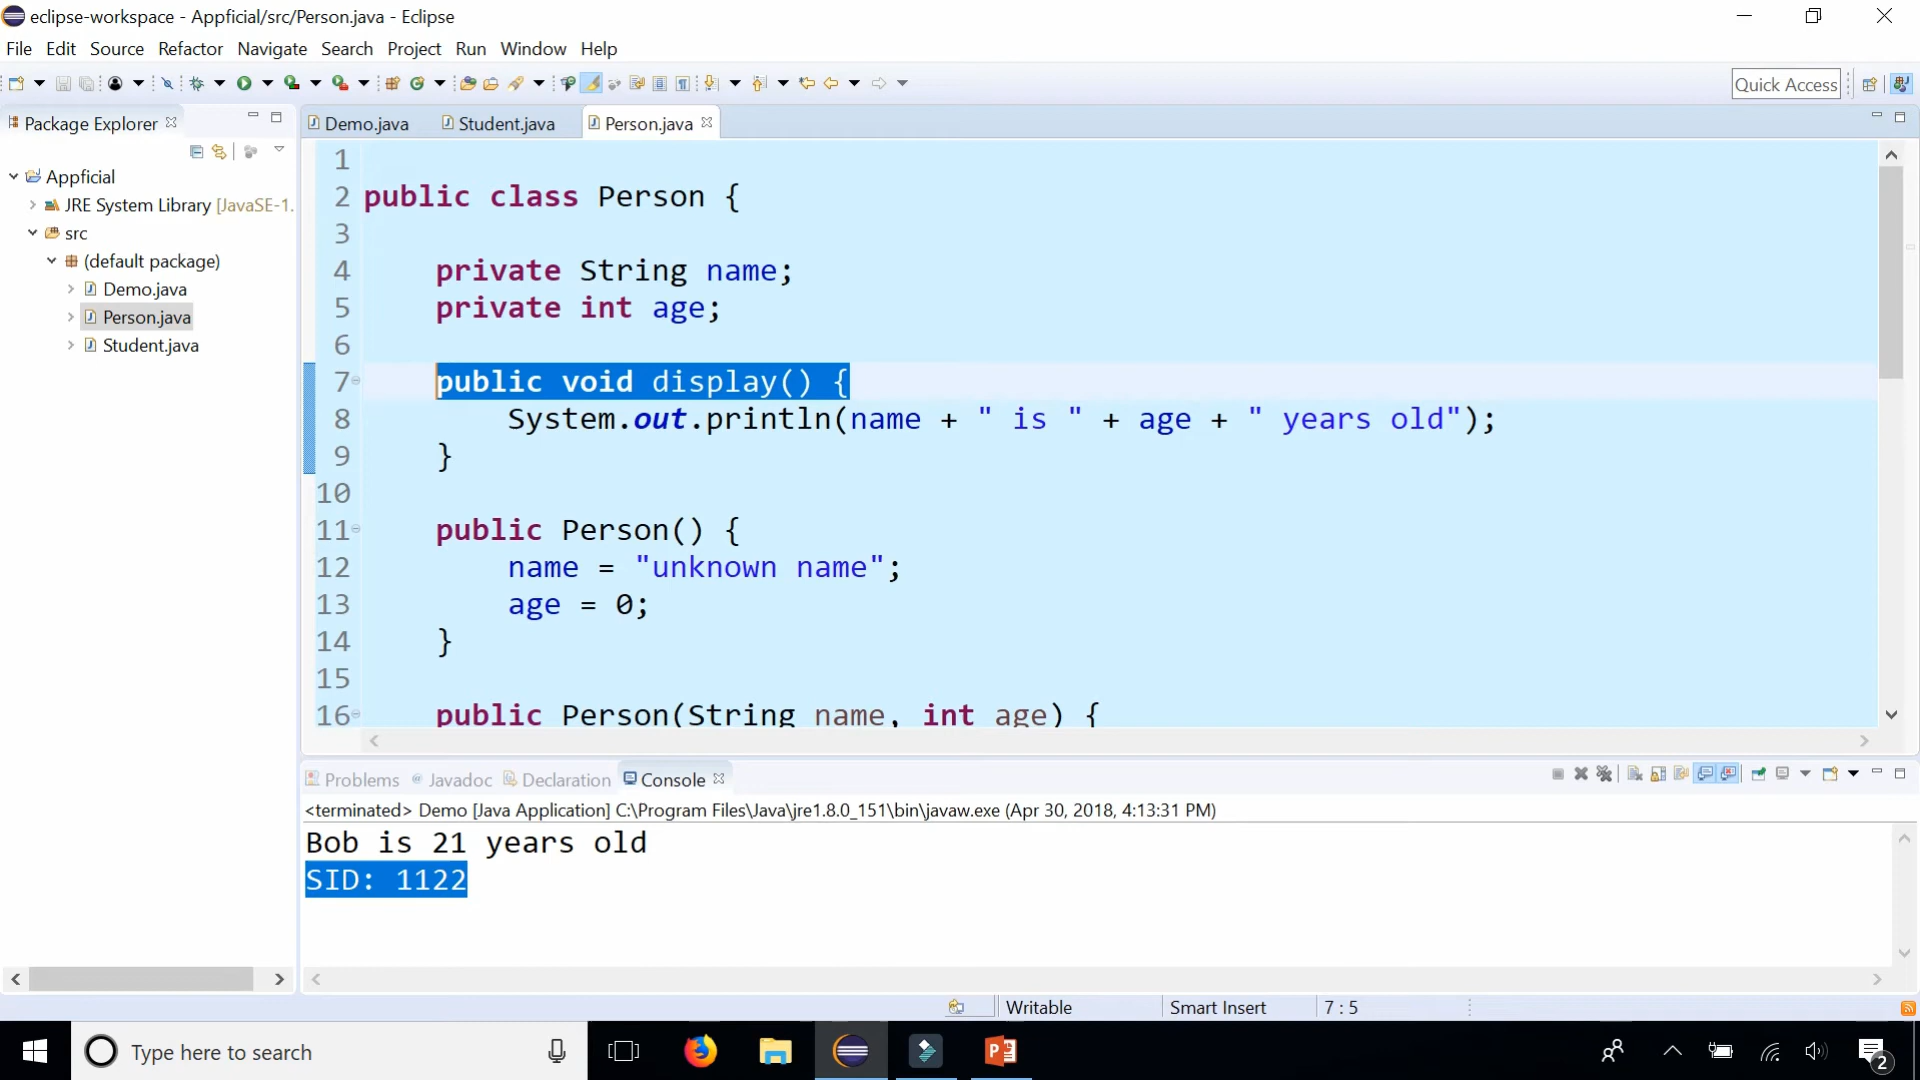 eclipse-workspace - Appficial/src/Person.java - Eclipse
File Edit Source Refactor Navigate Search Project Run Window Help
Quick Access
Package Explorer
Demo.java Student.java Person.java
Appficial
JRE System Library [JavaSE-1.
src
(default package)
Demo.java
Person.java
Student.java
1
2 public class Person {
3
4 private String name;
5 private int age;
6
7 public void display() {
8 System.out.println(name + " is " + age + " years old");
9 }
10
11 public Person() {
12 name = "unknown name";
13 age = 0;
14 }
15
16 public Person(String name, int age) {
Problems Javadoc Declaration Console
<terminated> Demo [Java Application] C:\Program Files\Java\jre1.8.0_151\bin\javaw.exe (Apr 30, 2018, 4:13:31 PM)
Bob is 21 years old
SID: 1122
Writable Smart Insert 7 : 5
Type here to search
2